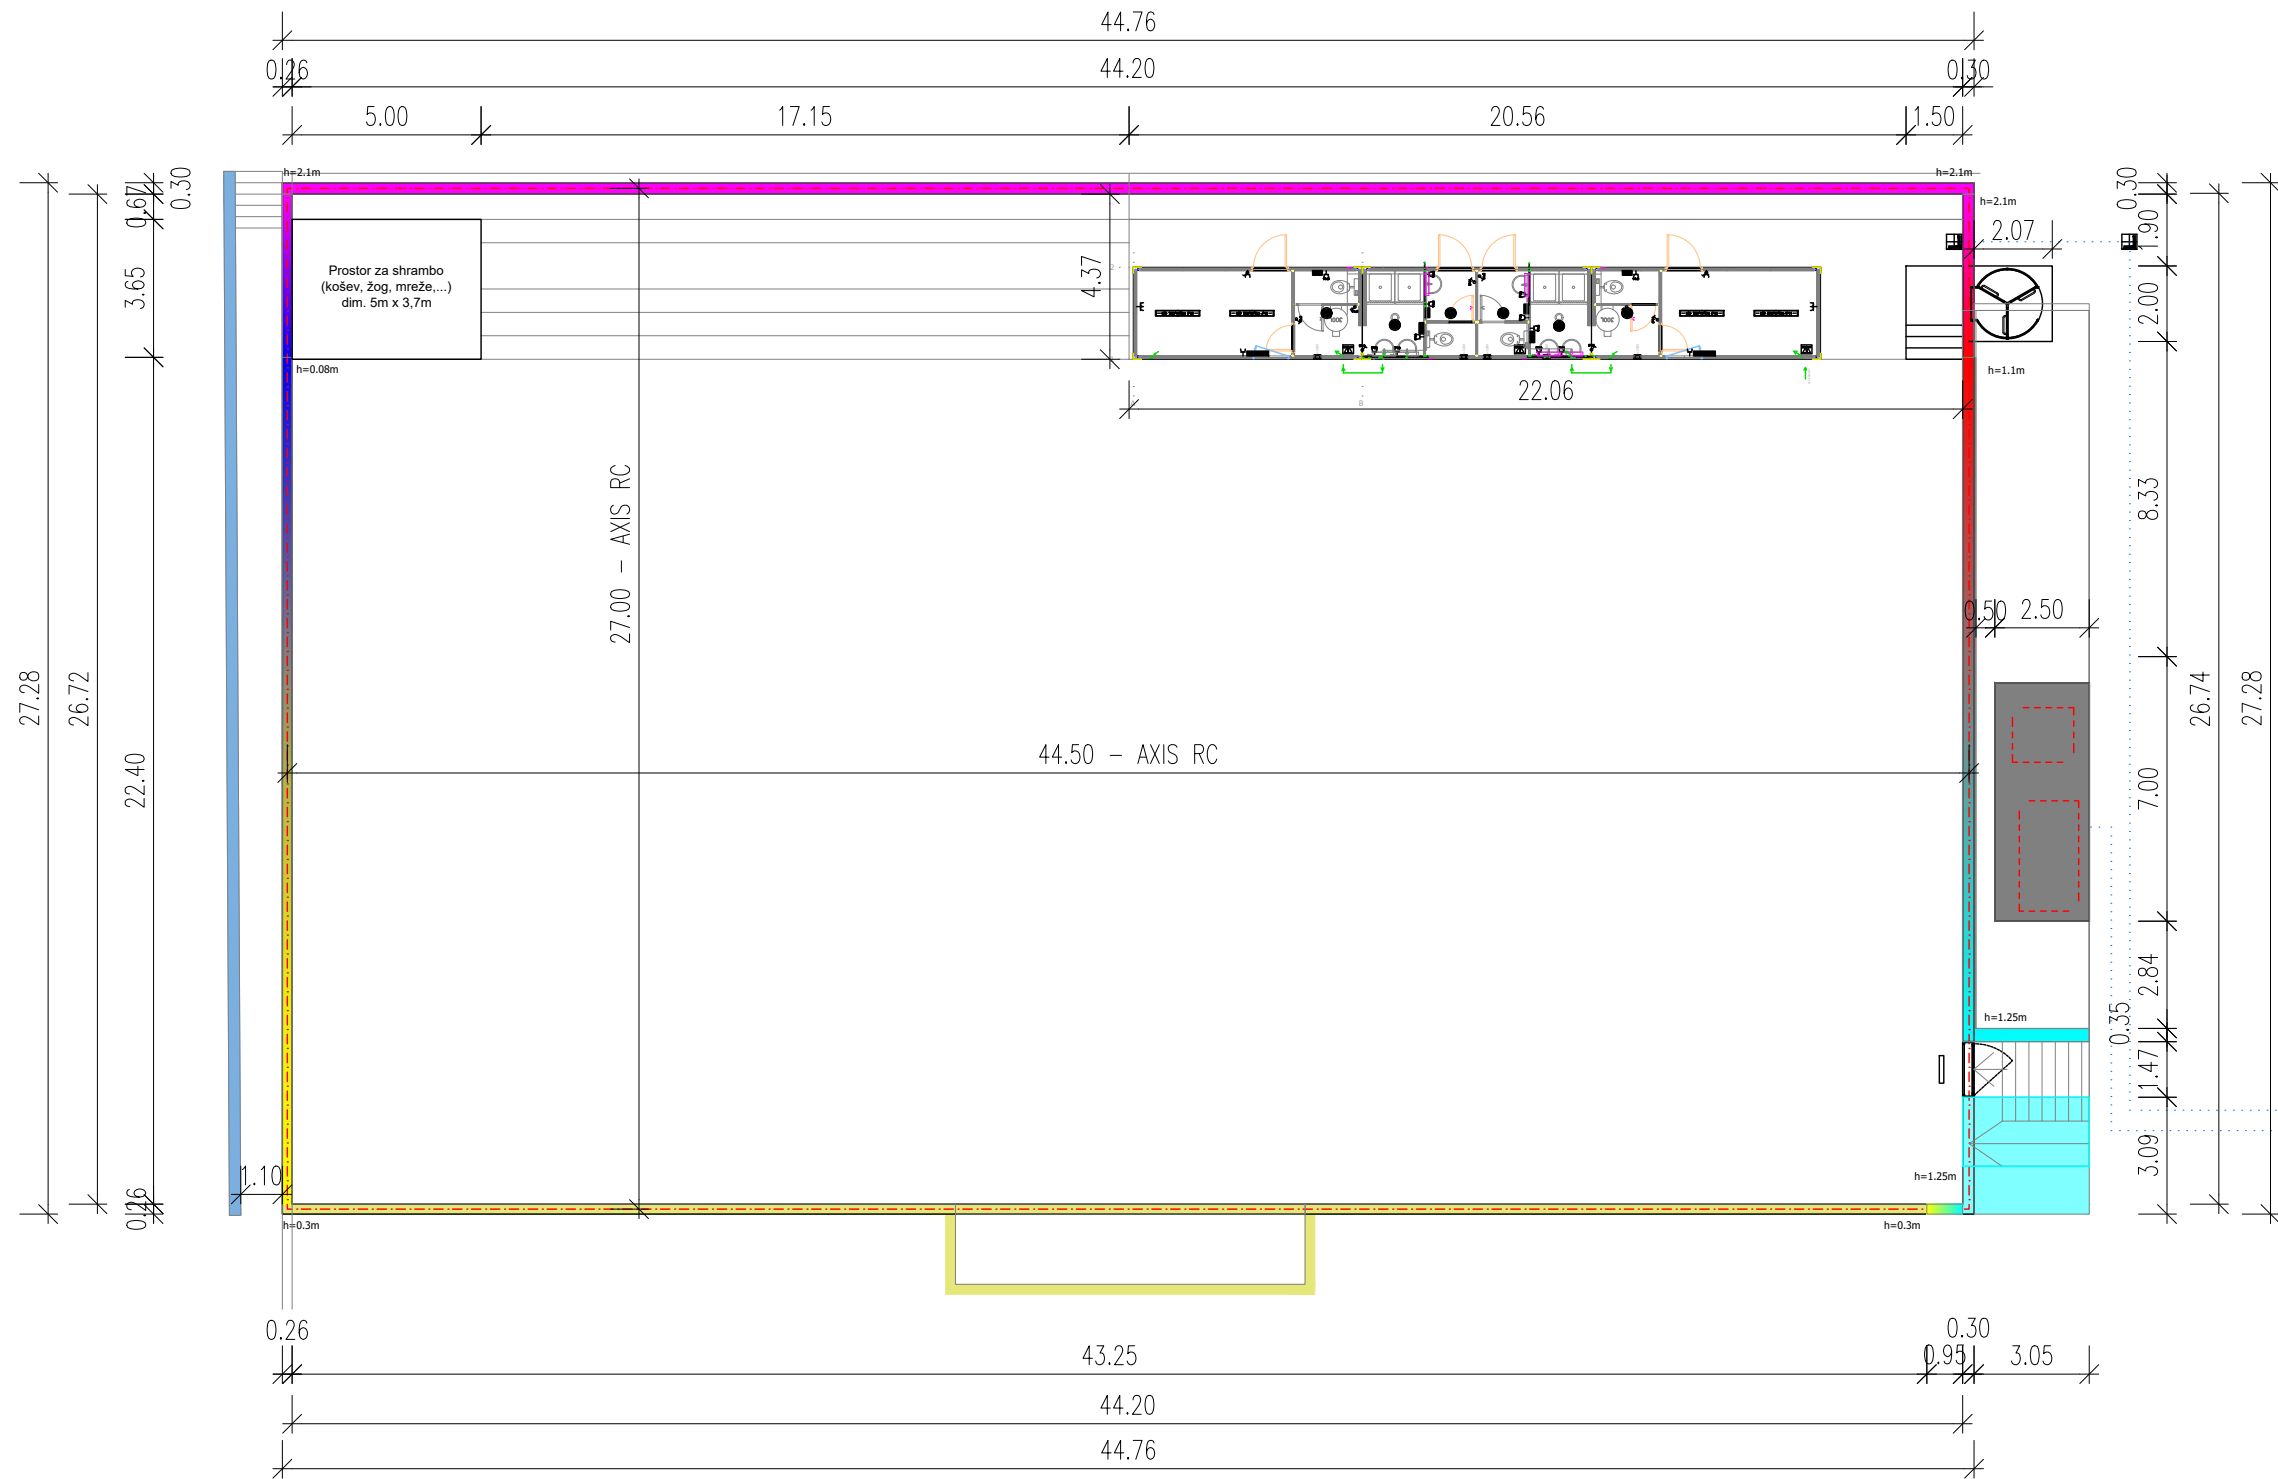 44.76
0.26
44.20
0.30
5.00
17.15
20.56
1.50
h=2.1m
h=2.1m
h=2.1m
0.30
0.67
3.65
22.40
0.26
27.28
26.72
Prostor za shrambo
(košev, žog, mreže,...)
dim. 5m x 3,7m
h=0.08m
4.37
300L
300L
22.06
B
2.07
h=1.1m
0.30
1.90
2.00
8.33
7.00
2.84
0.35
1.47
3.09
26.74
27.28
27.00 - AXIS RC
44.50 - AXIS RC
0.50
2.50
h=1.25m
h=1.25m
1.10
h=0.3m
h=0.3m
0.26
0.30
43.25
0.95
3.05
44.20
44.76